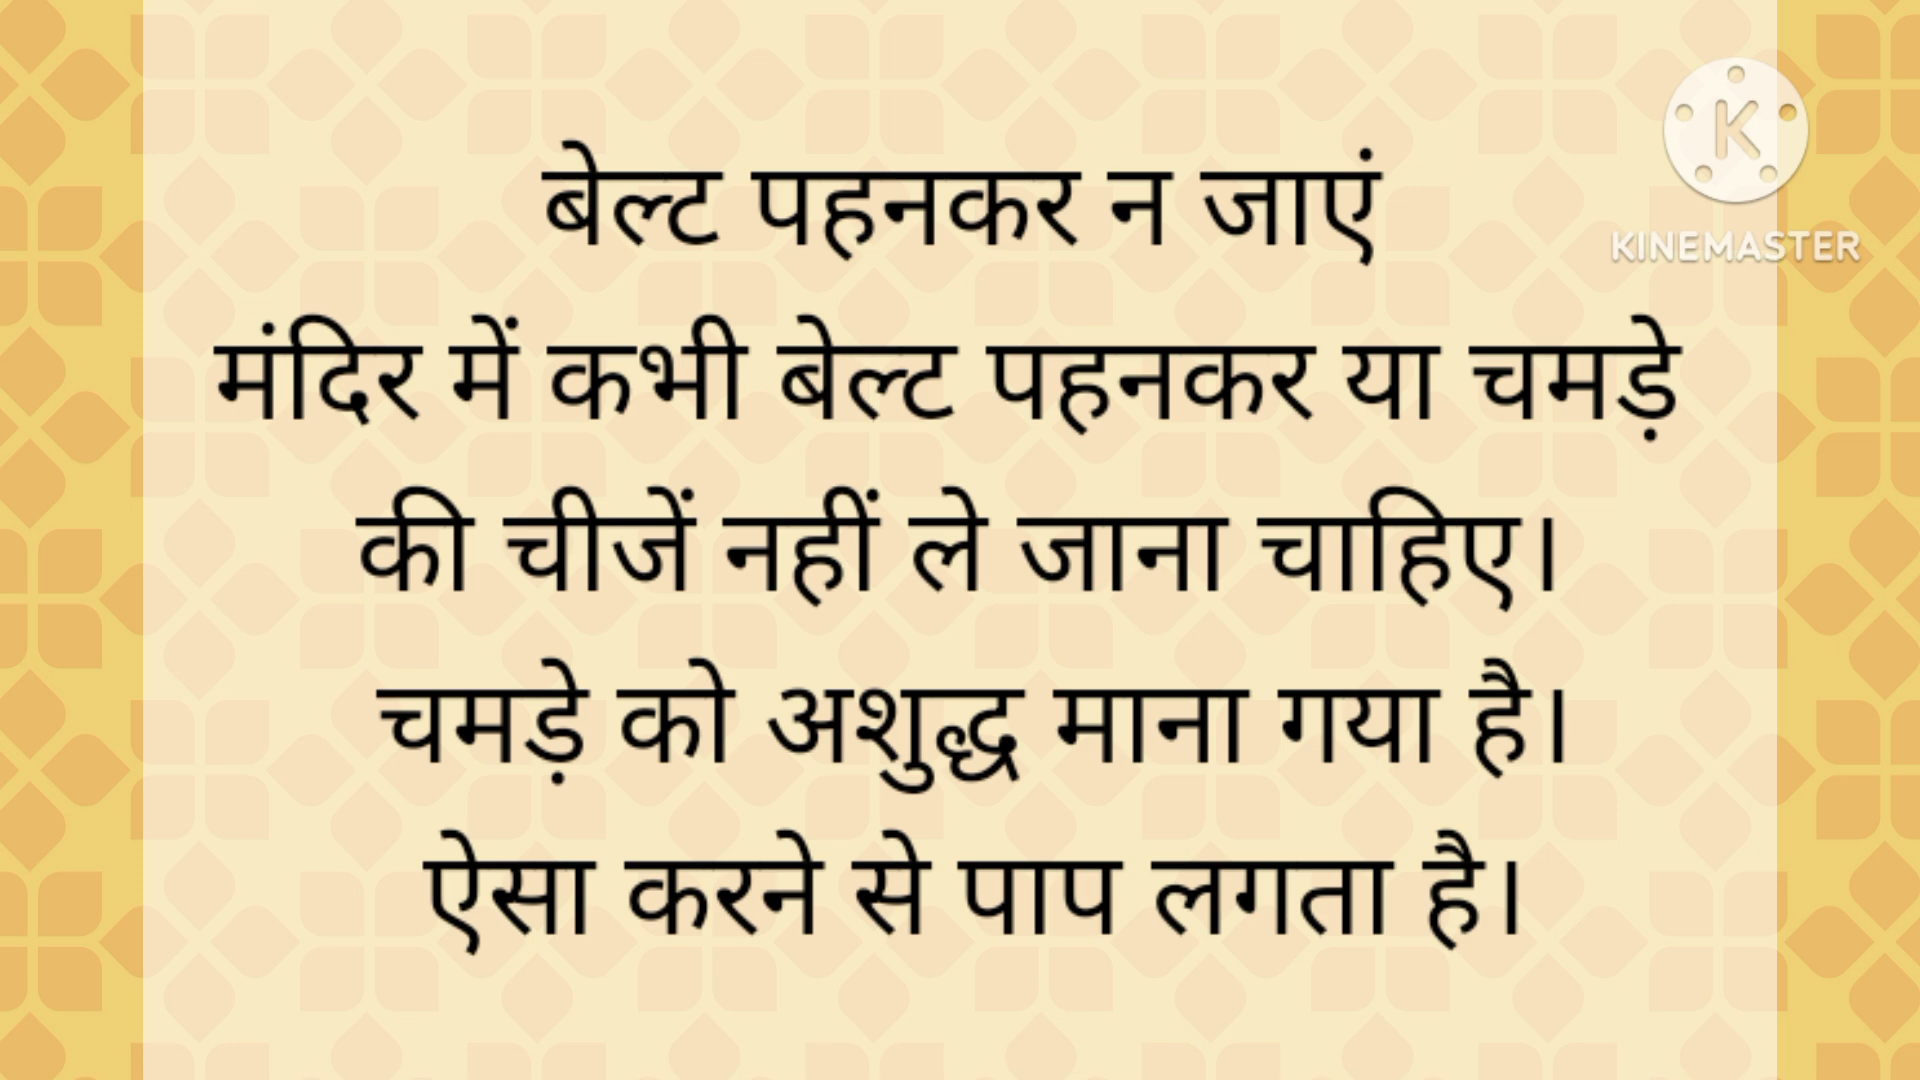 बेल्ट पहनकर न जाएं
मंदिर में कभी बेल्ट पहनकर या चमड़े
की चीजें नहीं ले जाना चाहिए।
चमड़े को अशुद्ध माना गया है।
ऐसा करने से पाप लगता है।
K
KINEMASTER